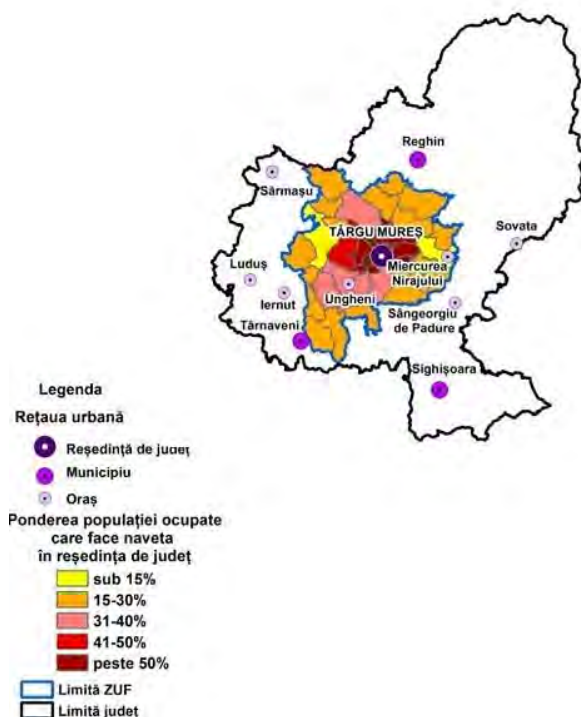 Reghin
Sărmașu
TÂRGU MUREȘ
Sovata
Miercurea
Nirajului
Luduș
Iernut
Ungheni
Sângeorgiu
de Padure
Târnaveni
Sighișoara
Legenda
Rețaua urbană
Reședință de județ
Municipiu
Oraș
Ponderea populației ocupate
care face naveta
în reședința de județ
sub 15%
15-30%
31-40%
41-50%
peste 50%
Limită ZUF
Limită județ